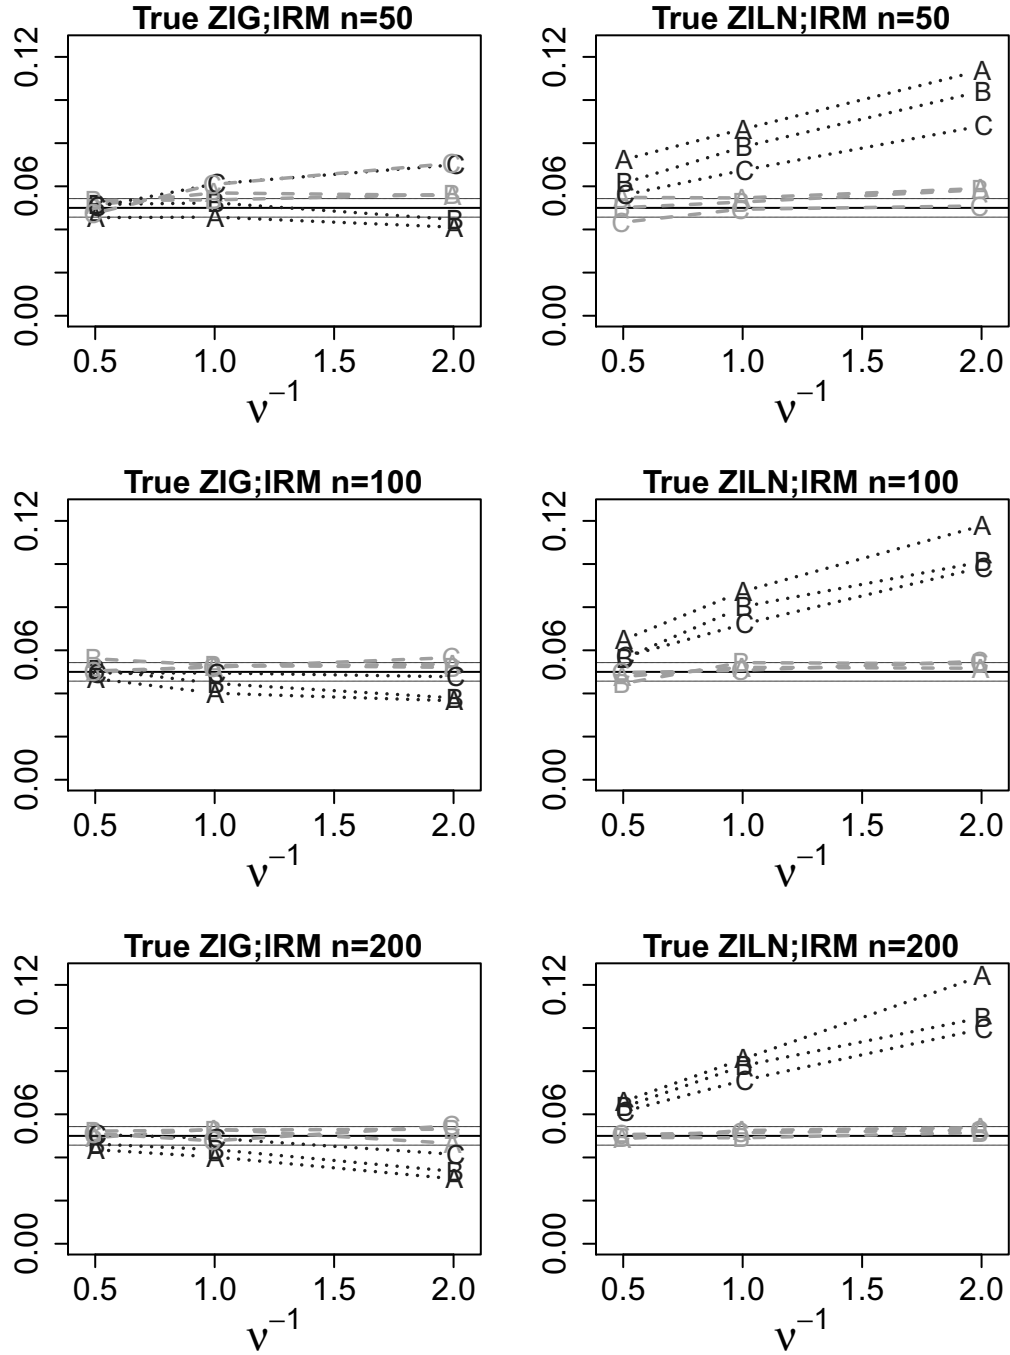 True ZIG;IRM n=50
True ZILN;IRM n=50
0.12
0.06
0.00
0.12
0.06
0.00
A B C
A B C
A B C
A B C
A B C
A B C
0.5 1.0 1.5 2.0
0.5 1.0 1.5 2.0
ν⁻¹
ν⁻¹
True ZIG;IRM n=100
True ZILN;IRM n=100
0.12
0.06
0.00
0.12
0.06
0.00
A B C
A B C
A B C
A B C
A B C
A B C
0.5 1.0 1.5 2.0
0.5 1.0 1.5 2.0
ν⁻¹
ν⁻¹
True ZIG;IRM n=200
True ZILN;IRM n=200
0.12
0.06
0.00
0.12
0.06
0.00
A B C
A B C
A B C
A B C
A B C
A B C
0.5 1.0 1.5 2.0
0.5 1.0 1.5 2.0
ν⁻¹
ν⁻¹